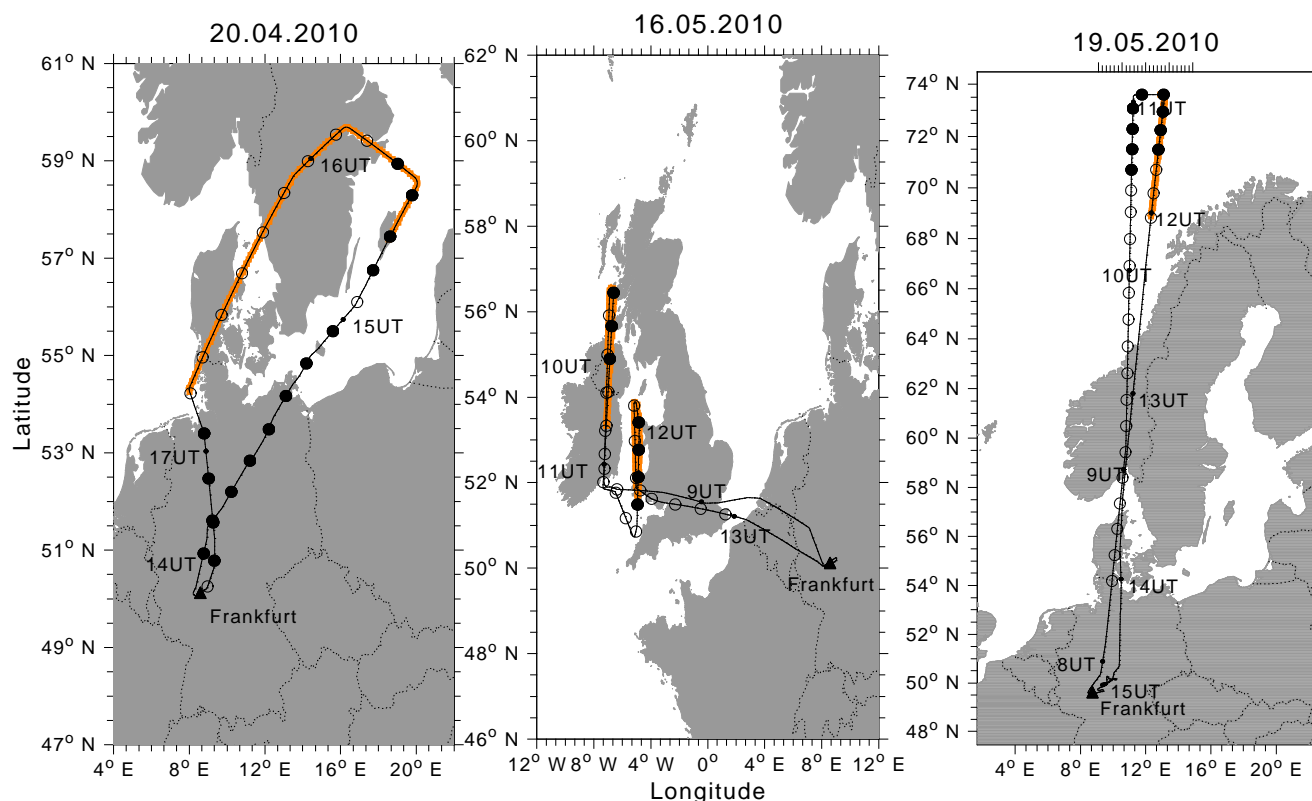 20.04.2010
61° N
59° N
57° N
55° N
53° N
51° N
49° N
47° N
Latitude
4° E
8° E
12° E
16° E
20° E
16UT
15UT
17UT
14UT
Frankfurt
16.05.2010
62° N
60° N
58° N
56° N
54° N
52° N
50° N
48° N
46° N
12° W
8° W
4° W
0° E
4° E
8° E
12° E
Longitude
10UT
12UT
11UT
9UT
13UT
Frankfurt
19.05.2010
74° N
72° N
70° N
68° N
66° N
64° N
62° N
60° N
58° N
56° N
54° N
52° N
50° N
48° N
4° E
8° E
12° E
16° E
20° E
11UT
12UT
10UT
13UT
9UT
14UT
8UT
15UT
Frankfurt